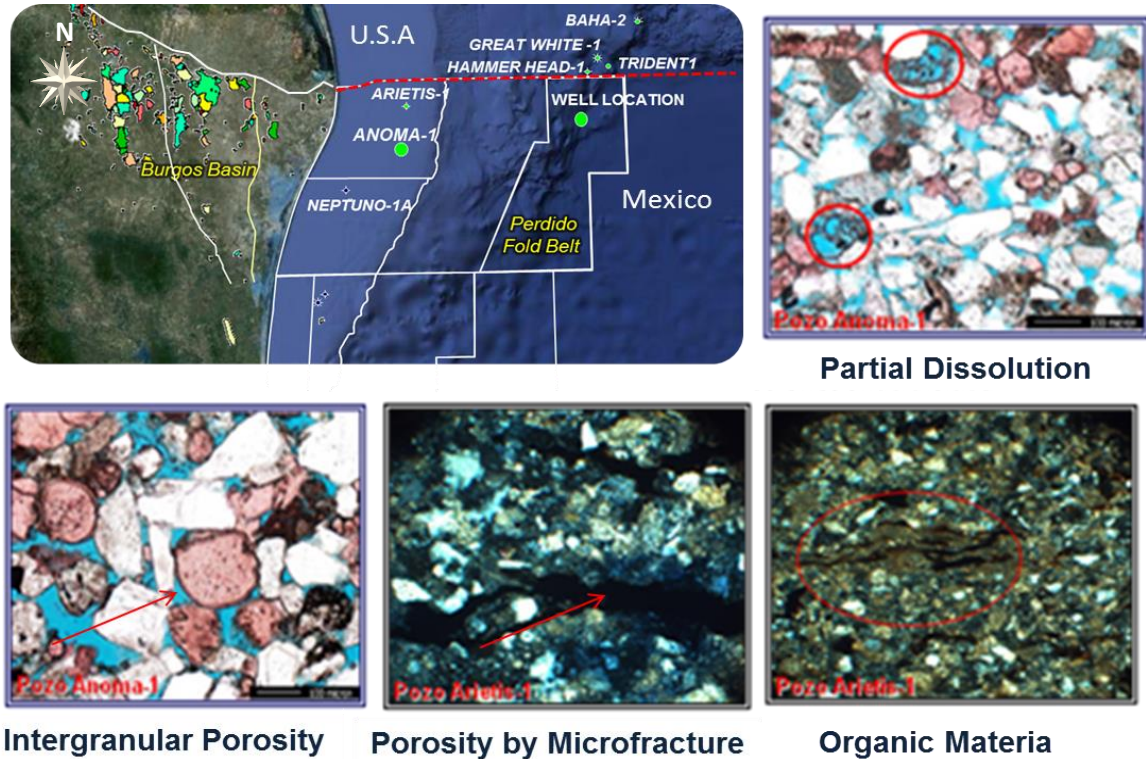 N
U.S.A
BAHA-2
GREAT WHITE -1
HAMMER HEAD-1
TRIDENT1
ARIETIS-1
WELL LOCATION
ANOMA-1
Burgos Basin
NEPTUNO-1A
Mexico
Perdido
Fold Belt
Pozo Anoma-1
Partial Dissolution
Pozo Anoma-1
Pozo Arietis-1
Pozo Arietis-1
Intergranular Porosity
Porosity by Microfracture
Organic Materia